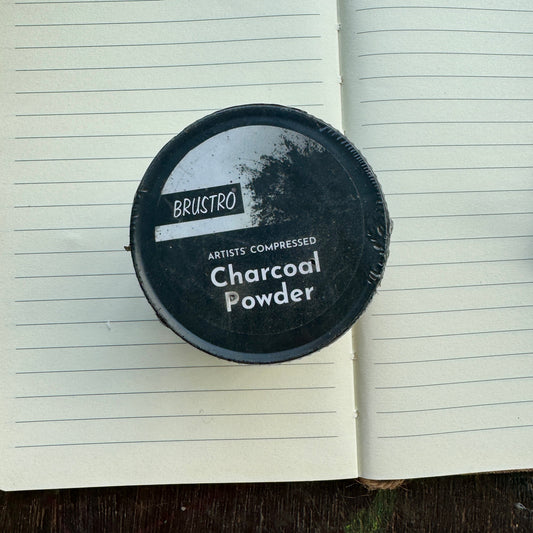 BRUSTRO
ARTISTS' COMPRESSED
Charcoal
Powder